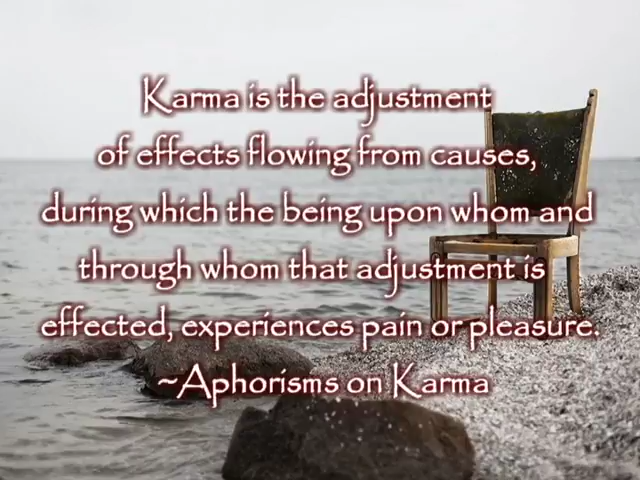 Karma is the adjustment
of effects flowing from causes,
during which the being upon whom and
through whom that adjustment is
effected, experiences pain or pleasure.
~Aphorisms on Karma